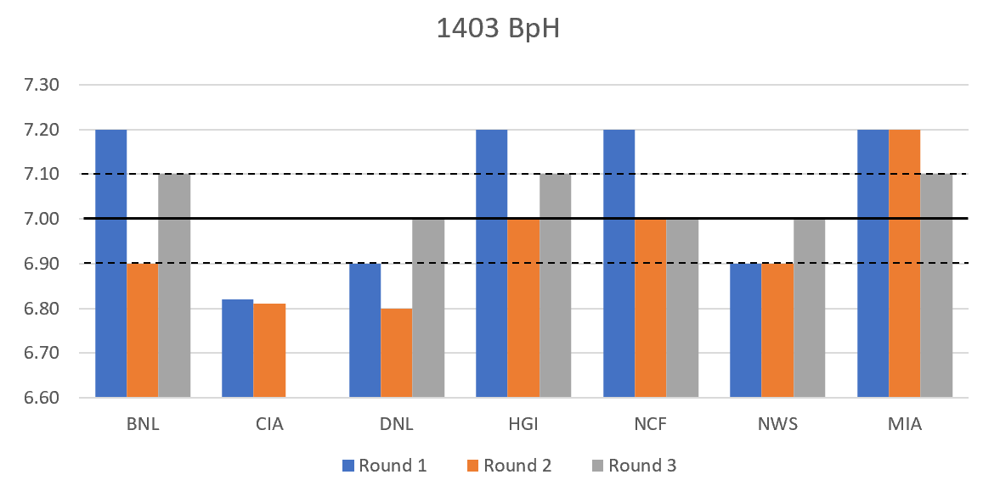 1403 BpH
7.30
7.20
7.10
7.00
6.90
6.80
6.70
6.60
BNL CIA DNL HGI NCF NWS MIA
Round 1 Round 2 Round 3